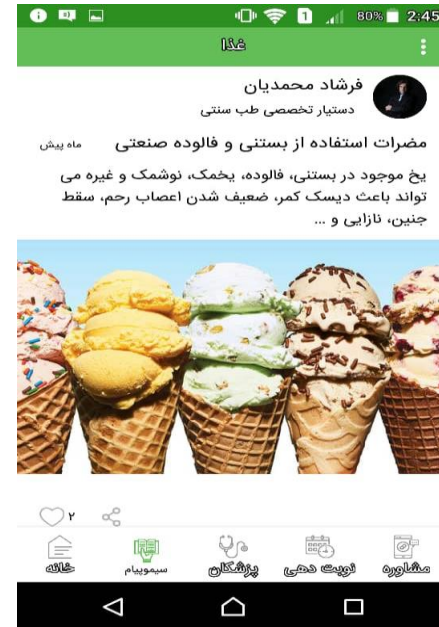 1 80% 2:45
غذا
فرشاد محمدیان
دستیار تخصصی طب سنتی
مضرات استفاده از بستنی و فالوده صنعتی
ماه پیش
یخ موجود در بستنی، فالوده، یخمک، نوشمک و غیره می
تواند باعث دیسک کمر، ضعیف شدن اعصاب رحم، سقط
جنین، نازایی و ...
۲
مشاوره
نوبت دهی
پزشکان
سیموپیام
خانه